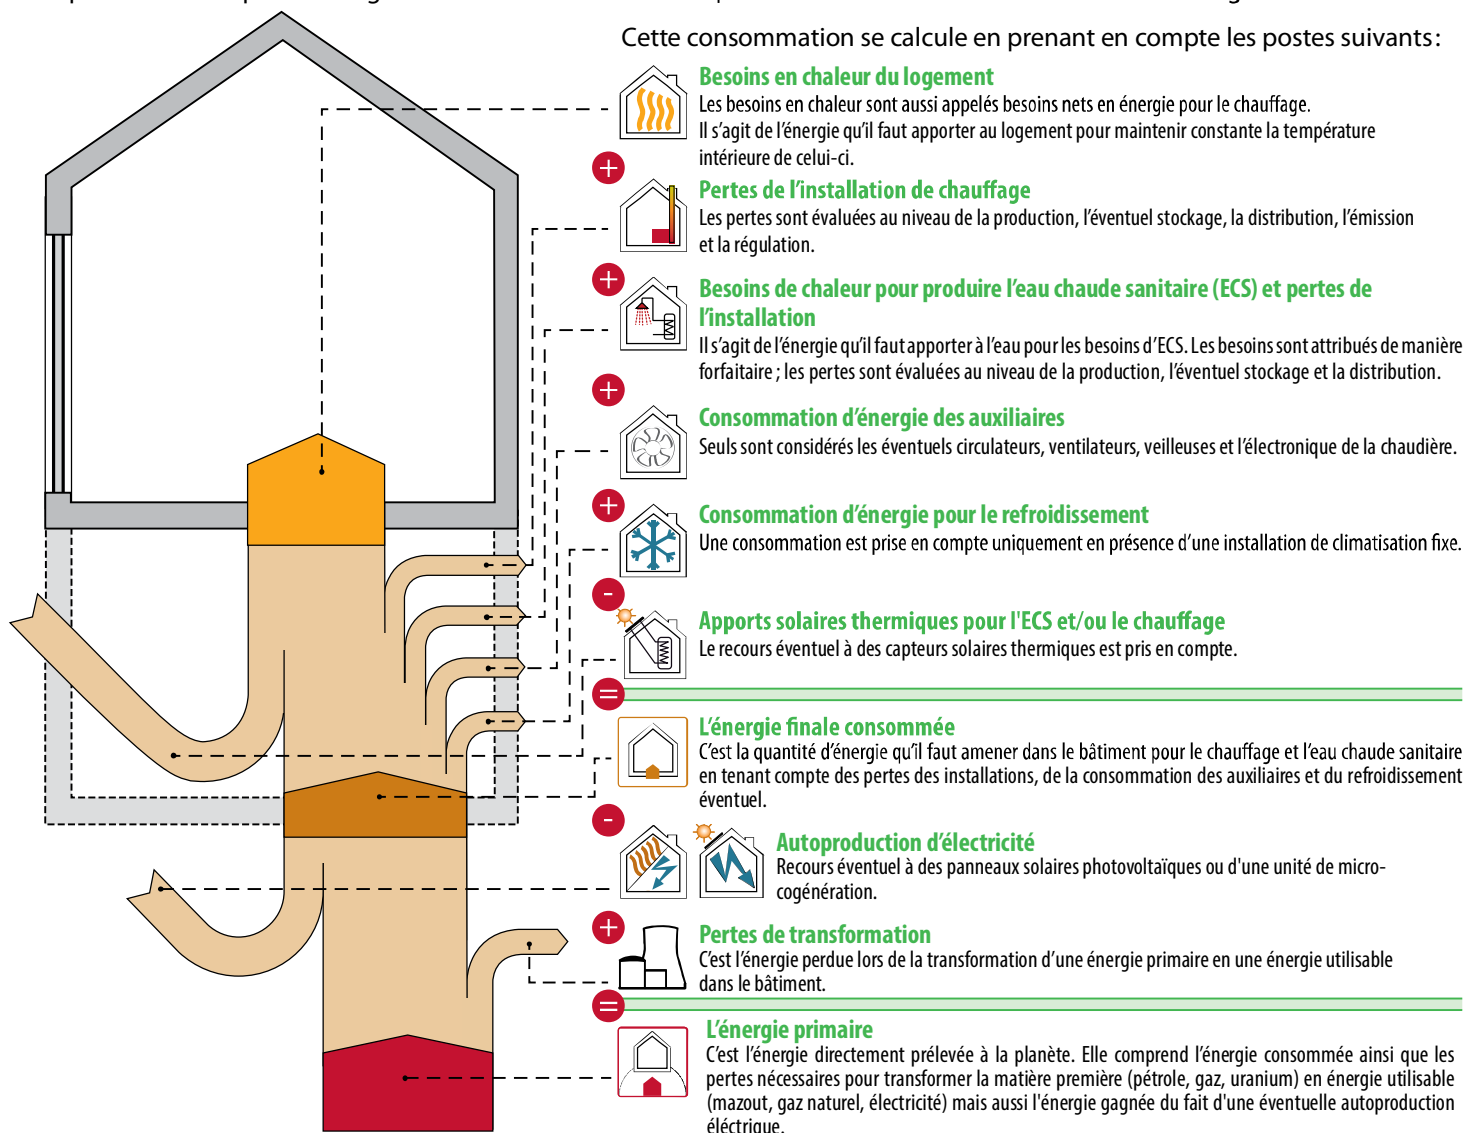 Cette consommation se calcule en prenant en compte les postes suivants :
Besoins en chaleur du logement
Les besoins en chaleur sont aussi appelés besoins nets en énergie pour le chauffage.
Il s'agit de l'énergie qu'il faut apporter au logement pour maintenir constante la température
intérieure de celui-ci.
+
Pertes de l'installation de chauffage
Les pertes sont évaluées au niveau de la production, l'éventuel stockage, la distribution, l'émission
et la régulation.
+
Besoins de chaleur pour produire l'eau chaude sanitaire (ECS) et pertes de
l'installation
Il s'agit de l'énergie qu'il faut apporter à l'eau pour les besoins d'ECS. Les besoins sont attribués de manière
forfaitaire ; les pertes sont évaluées au niveau de la production, l'éventuel stockage et la distribution.
+
Consommation d'énergie des auxiliaires
Seuls sont considérés les éventuels circulateurs, ventilateurs, veilleuses et l'électronique de la chaudière.
+
Consommation d'énergie pour le refroidissement
Une consommation est prise en compte uniquement en présence d'une installation de climatisation fixe.
-
Apports solaires thermiques pour l'ECS et/ou le chauffage
Le recours éventuel à des capteurs solaires thermiques est pris en compte.
=
L'énergie finale consommée
C'est la quantité d'énergie qu'il faut amener dans le bâtiment pour le chauffage et l'eau chaude sanitaire
en tenant compte des pertes des installations, de la consommation des auxiliaires et du refroidissement
éventuel.
-
Autoproduction d'électricité
Recours éventuel à des panneaux solaires photovoltaïques ou d'une unité de micro-
cogénération.
+
Pertes de transformation
C'est l'énergie perdue lors de la transformation d'une énergie primaire en une énergie utilisable
dans le bâtiment.
=
L'énergie primaire
C'est l'énergie directement prélevée à la planète. Elle comprend l'énergie consommée ainsi que les
pertes nécessaires pour transformer la matière première (pétrole, gaz, uranium) en énergie utilisable
(mazout, gaz naturel, électricité) mais aussi l'énergie gagnée du fait d'une éventuelle autoproduction
éléctrique.